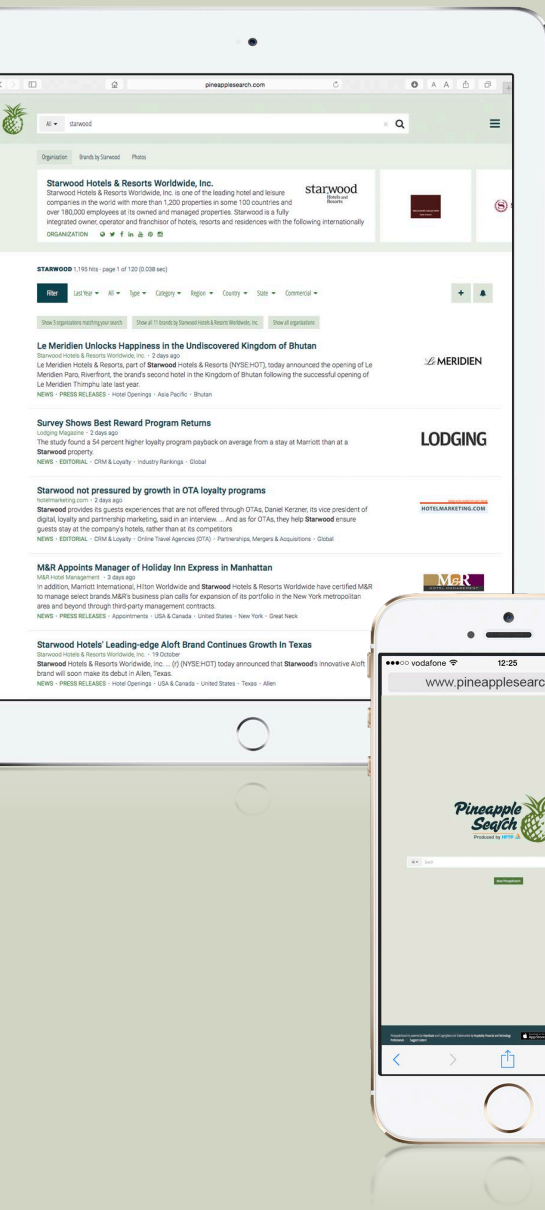 pineapplesearch.com
A A
All
starwood
Organisation Brands by Starwood Photos
Starwood Hotels & Resorts Worldwide, Inc.
Starwood Hotels & Resorts Worldwide, Inc. is one of the leading hotel and leisure
companies in the world with more than 1,200 properties in some 100 countries and
over 180,000 employees at its owned and managed properties. Starwood is a fully
integrated owner, operator and franchisor of hotels, resorts and residences with the following internationally
ORGANIZATION
starwood
Hotels and
Resorts
S
STARWOOD 1,195 hits - page 1 of 120 (0.038 sec)
Filter Last Year All Type Category Region Country State Commercial
Show 5 organisations matching your search Show all 11 brands by Starwood Hotels & Resorts Worldwide, Inc. Show all organisations
Le Meridien Unlocks Happiness in the Undiscovered Kingdom of Bhutan
Starwood Hotels & Resorts Worldwide, Inc. - 2 days ago
Le Meridien Hotels & Resorts, part of Starwood Hotels & Resorts (NYSE:HOT), today announced the opening of Le
Meridien Paro, Riverfront, the brand's second hotel in the Kingdom of Bhutan following the successful opening of
Le Meridien Thimphu late last year.
NEWS - PRESS RELEASES - Hotel Openings - Asia Pacific - Bhutan
Le MERIDIEN
Survey Shows Best Reward Program Returns
Lodging Magazine - 2 days ago
The study found a 54 percent higher loyalty program payback on average from a stay at Marriott than at a
Starwood property.
NEWS - EDITORIAL - CRM & Loyalty - Industry Rankings - Global
LODGING
Starwood not pressured by growth in OTA loyalty programs
hotelmarketing.com - 2 days ago
Starwood provides its guests experiences that are not offered through OTAs, Daniel Kerzner, its vice president of
digital, loyalty and partnership marketing, said in an interview. ... And as for OTAs, they help Starwood ensure
guests stay at the company's hotels, rather than at its competitors
NEWS - EDITORIAL - CRM & Loyalty - Online Travel Agencies (OTA) - Partnerships, Mergers & Acquisitions - Global
HOTELMARKETING.COM
M&R Appoints Manager of Holiday Inn Express in Manhattan
M&R Hotel Management - 3 days ago
In addition, Marriott International, Hilton Worldwide and Starwood Hotels & Resorts Worldwide have certified M&R
to manage select brands. M&R's business plan calls for expansion of its portfolio in the New York metropolitan
area and beyond through third-party management contracts.
NEWS - PRESS RELEASES - Appointments - USA & Canada - United States - New York - Great Neck
M&R
HOTEL MANAGEMENT
Starwood Hotels' Leading-edge Aloft Brand Continues Growth In Texas
Starwood Hotels & Resorts Worldwide, Inc. - 19 October
Starwood Hotels & Resorts Worldwide, Inc. ... (r) (NYSE:HOT) today announced that Starwood's innovative Aloft
brand will soon make its debut in Allen, Texas.
NEWS - PRESS RELEASES - Hotel Openings - USA & Canada - United States - Texas - Allen
vodafone 12:25
www.pineapplesearc
Pineapple
Search
Produced by HFTP